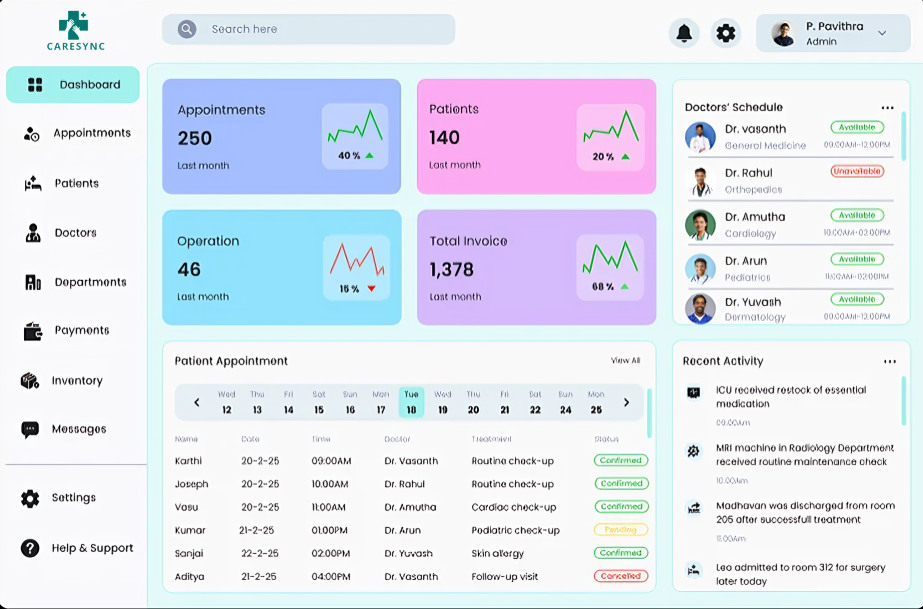 CARESYNC
Search here
P. Pavithra
Admin
Dashboard
Appointments
Patients
Doctors
Departments
Payments
Inventory
Messages
Settings
Help & Support
Appointments
250
Last month
40 %
Patients
140
Last month
20 %
Operation
46
Last month
15 %
Total Invoice
1,378
Last month
68 %
Doctors' Schedule
Dr. vasanth Available
General Medicine 09:00AM-12:00PM
Dr. Rahul Unavailable
Orthopedics
Dr. Amutha Available
Cardiology 10:00AM-02:00PM
Dr. Arun Available
Pediatrics 11:00AM-02:00PM
Dr. Yuvash Available
Dermatology 09:00AM-12:00PM
Patient Appointment View All
Wed Thu Fri Sat Sun Mon Tue Wed Thu Fri Sat Sun Mon
12 13 14 15 16 17 18 19 20 21 22 24 25
Name Date Time Doctor Treatment Status
Karthi 20-2-25 09:00AM Dr. Vasanth Routine check-up Confirmed
Joseph 20-2-25 10.00AM Dr. Rahul Routine check-up Confirmed
Vasu 20-2-25 11:00AM Dr. Amutha Cardiac check-up Confirmed
Kumar 21-2-25 01.00PM Dr. Arun Pediatric check-up Pending
Sanjai 22-2-25 02:00PM Dr. Yuvash Skin allergy Confirmed
Aditya 21-2-25 04:00PM Dr. Vasanth Follow-up visit Cancelled
Recent Activity
ICU received restock of essential
medication
09.00Am
MRI machine in Radiology Department
received routine maintenance check
10.00Am
Madhavan was discharged from room
205 after successfull treatment
11.00Am
Leo admitted to room 312 for surgery
later today